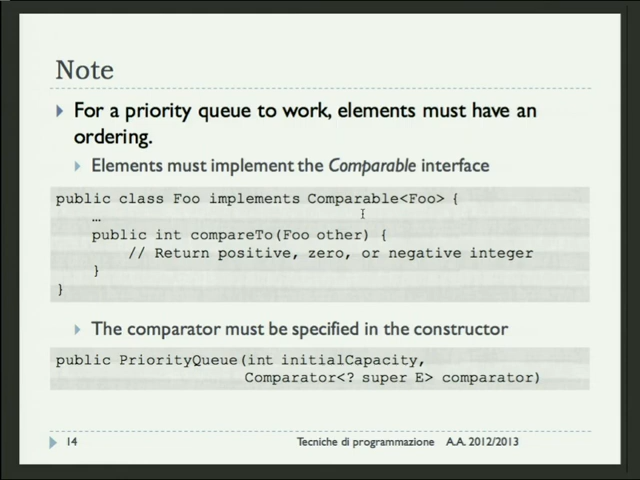 Note
For a priority queue to work, elements must have an
ordering.
Elements must implement the Comparable interface
public class Foo implements Comparable<Foo> {
…
public int compareTo(Foo other) {
// Return positive, zero, or negative integer
}
}
The comparator must be specified in the constructor
public PriorityQueue(int initialCapacity,
Comparator<? super E> comparator)
14 Tecniche di programmazione A.A. 2012/2013